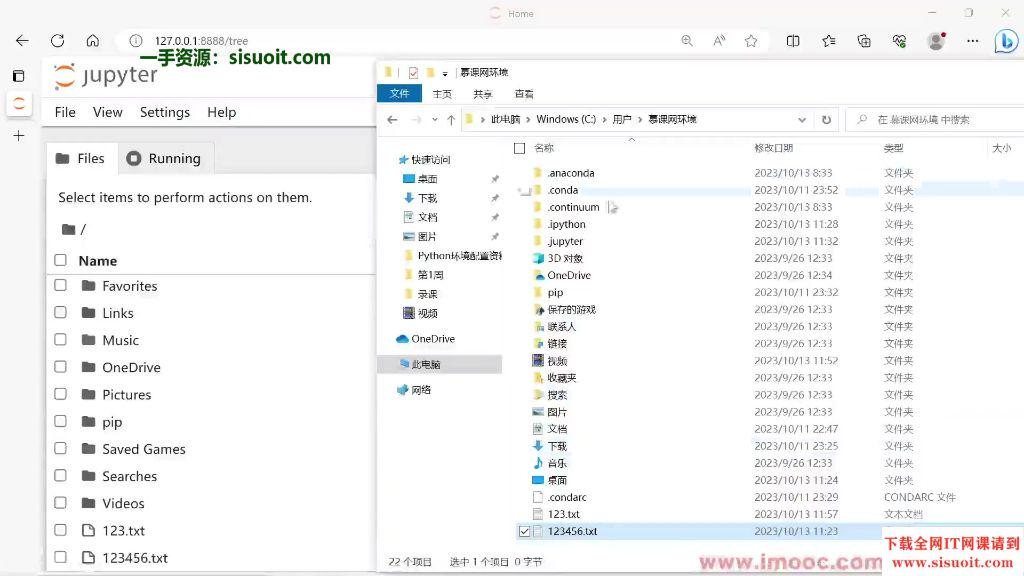 Home
127.0.0.1:8888/tree
一手资源：sisuoit.com
jupyter
File View Settings Help
Files Running
Select items to perform actions on them.
/
Name
Favorites
Links
Music
OneDrive
Pictures
pip
Saved Games
Searches
Videos
123.txt
123456.txt
慕课网环境
文件 主页 共享 查看
此电脑 Windows (C:) 用户 慕课网环境
在 慕课网环境 中搜索
快速访问
桌面
下载
文档
图片
Python环境配置资
第1周
录课
视频
OneDrive
此电脑
网络
名称 修改日期 类型 大小
.anaconda 2023/10/13 8:33 文件夹
.conda 2023/10/11 23:52 文件夹
.continuum 2023/10/13 8:33 文件夹
.ipython 2023/10/13 11:28 文件夹
.jupyter 2023/10/13 11:32 文件夹
3D 对象 2023/9/26 12:33 文件夹
OneDrive 2023/9/26 12:34 文件夹
pip 2023/10/11 23:32 文件夹
保存的游戏 2023/9/26 12:33 文件夹
联系人 2023/9/26 12:33 文件夹
链接 2023/9/26 12:33 文件夹
视频 2023/10/13 11:52 文件夹
收藏夹 2023/9/26 12:33 文件夹
搜索 2023/9/26 12:33 文件夹
图片 2023/9/26 12:33 文件夹
文档 2023/10/11 22:47 文件夹
下载 2023/10/11 23:25 文件夹
音乐 2023/9/26 12:33 文件夹
桌面 2023/10/13 11:24 文件夹
.condarc 2023/10/11 23:29 CONDARC 文件
123.txt 2023/10/13 11:57 文本文档
123456.txt 2023/10/13 11:23
22 个项目 选中 1 个项目 0 字节
www.imooc.com
下载全网IT网课请到
www.sisuoit.com